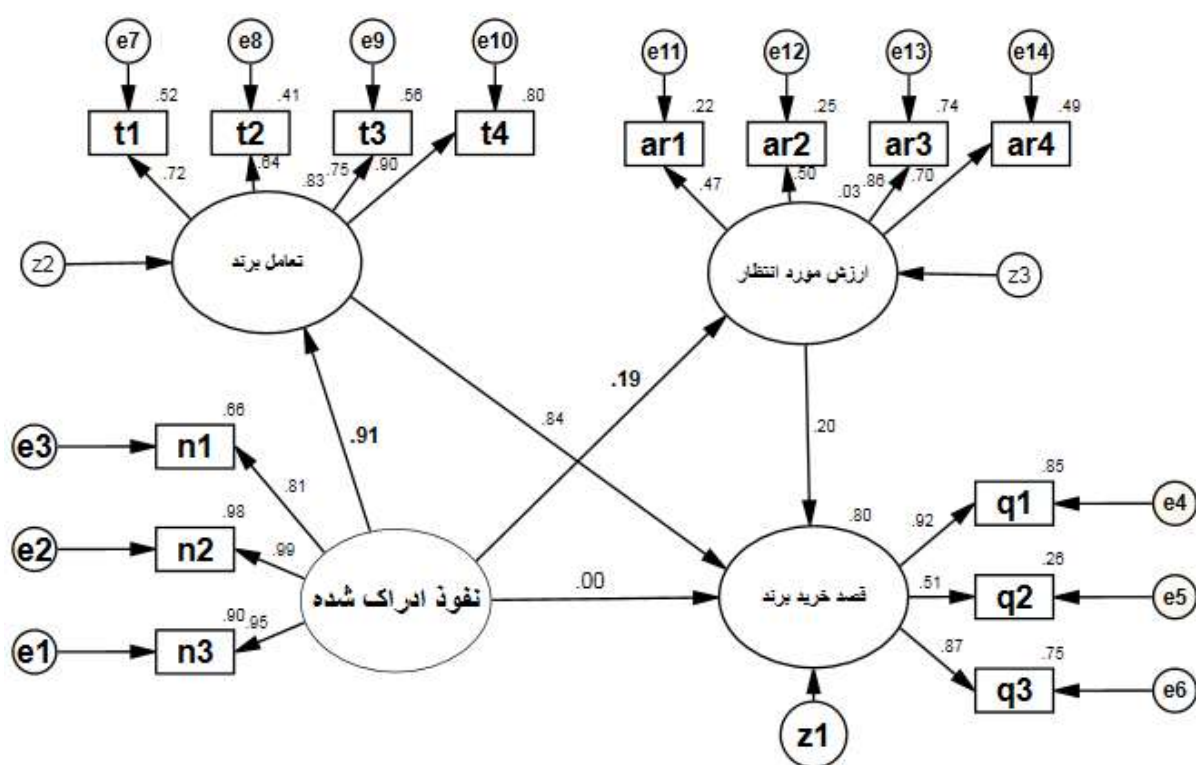 e7 e8 e9 e10 e11 e12 e13 e14
.52 .41 .56 .80 .22 .25 .74 .49
t1 t2 t3 t4 ar1 ar2 ar3 ar4
.72 .64 .83 .75 .90 .47 .50 .03 .86 .70
z2 تعامل برند ارزش مورد انتظار z3
.19
.84 .20
.91
.66
e3 n1
.81
.85
.80 .92 q1 e4
.98
e2 n2
.99
.26
.00 .51 q2 e5
نفوذ ادراک شده قصد خرید برند
.90 .95
e1 n3
.87 .75
q3 e6
z1